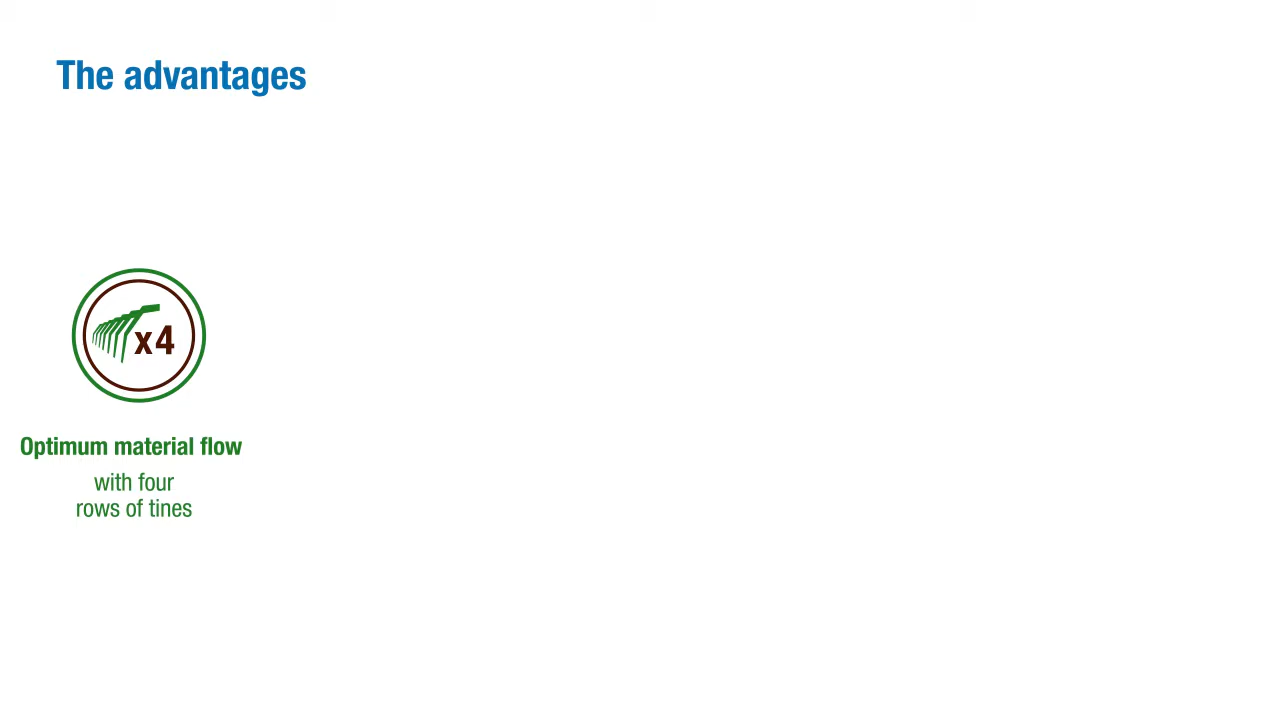 The advantages
x4
Optimum material flow
with four
rows of tines